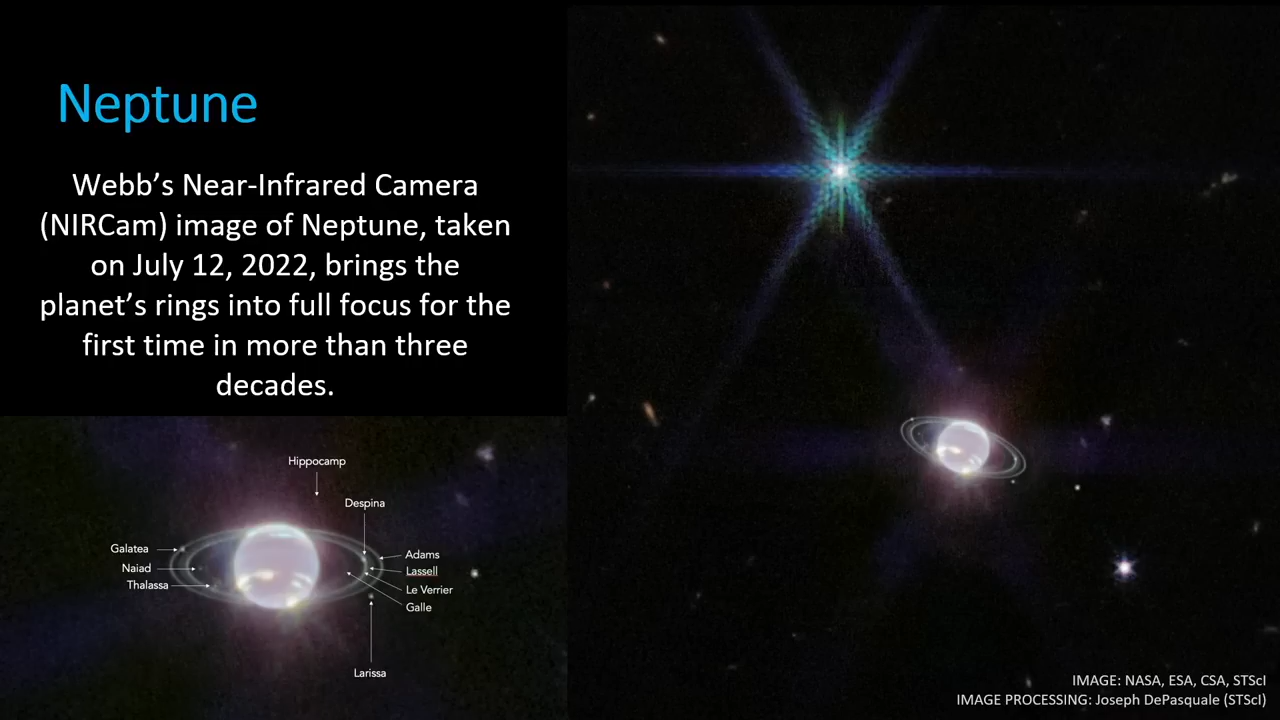 Neptune
Webb’s Near-Infrared Camera
(NIRCam) image of Neptune, taken
on July 12, 2022, brings the
planet’s rings into full focus for the
first time in more than three
decades.
Hippocamp
Despina
Galatea
Naiad
Thalassa
Adams
Lassell
Le Verrier
Galle
Larissa
IMAGE: NASA, ESA, CSA, STScI
IMAGE PROCESSING: Joseph DePasquale (STScI)